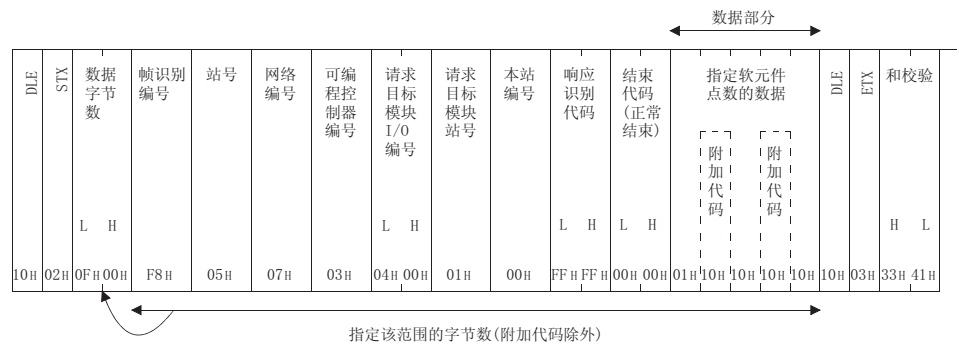 数据部分
DLE
STX
数据
字节
数
L H
帧识别
编号
站号
网络
编号
可编
程控
制器
编号
请求
目标
模块
I/O
编号
L H
请求
目标
模块
站号
本站
编号
响应
识别
代码
L H
结束
代码
(正常
结束)
L H
指定软元件
点数的数据
附
加
代
码
附
加
代
码
DLE
ETX
和校验
H L
10H 02H 0FH 00H F8H 05H 07H 03H 04H 00H 01H 00H FFH FFH 00H 00H 01H 10H 10H 10H 10H 10H 03H 33H 41H
指定该范围的字节数(附加代码除外)